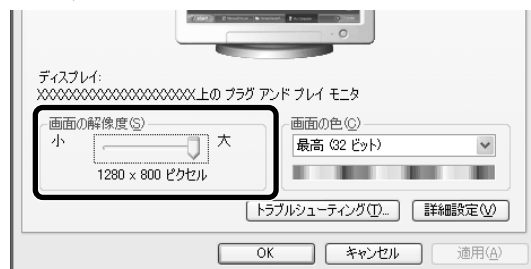 ディスプレイ:
XXXXXXXXXXXXXXXXXXXX上の プラグ アンド プレイ モニタ
画面の解像度(S)
小 大
1280 x 800 ピクセル
画面の色(C)
最高 (32 ビット)
トラブルシューティング(T)... 詳細設定(V)
OK キャンセル 適用(A)